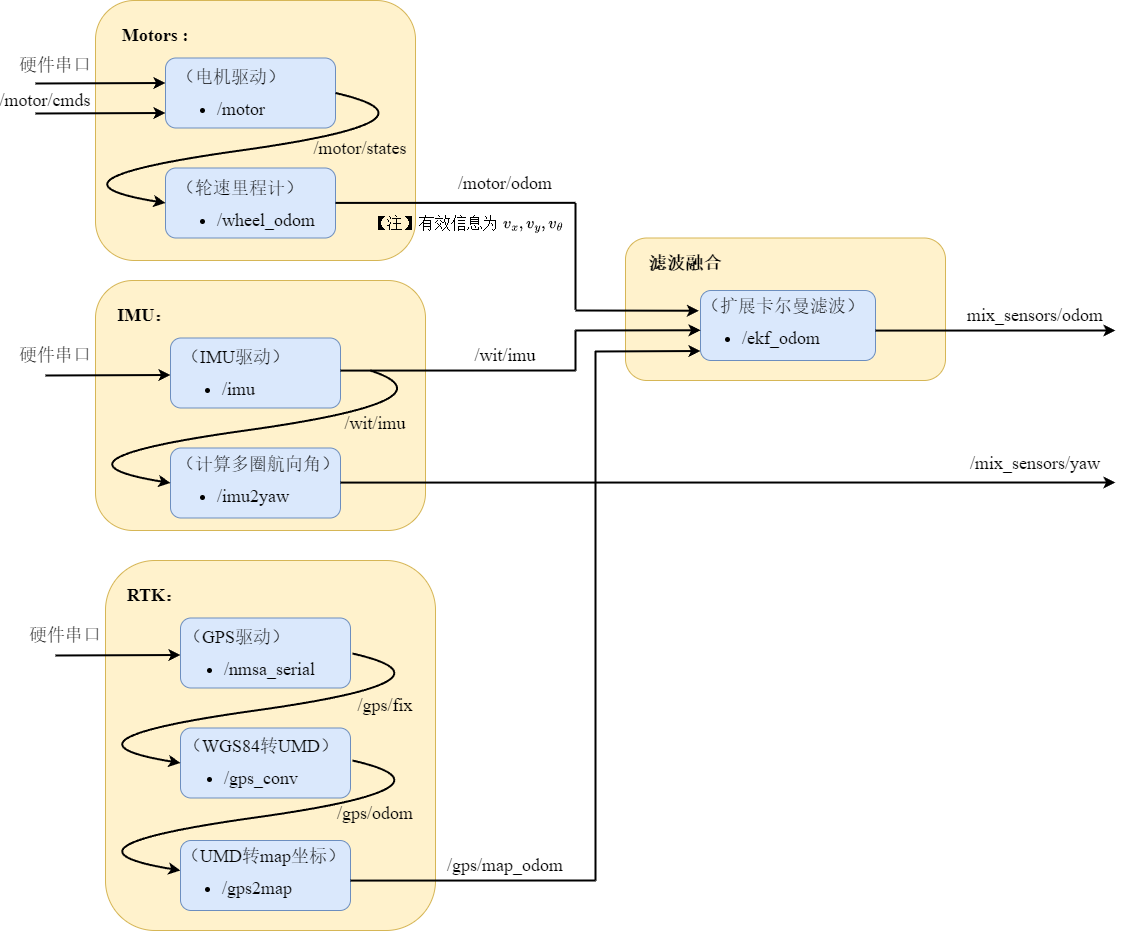 Motors :
硬件串口
（电机驱动）
• /motor
/motor/cmds
/motor/states
（轮速里程计）
• /wheel_odom
/motor/odom
【注】有效信息为 vₓ, v_y, v_θ
滤波融合
（扩展卡尔曼滤波）
• /ekf_odom
mix_sensors/odom
IMU：
硬件串口
（IMU驱动）
• /imu
/wit/imu
/wit/imu
（计算多圈航向角）
• /imu2yaw
/mix_sensors/yaw
RTK：
硬件串口
（GPS驱动）
• /nmsa_serial
/gps/fix
（WGS84转UMD）
• /gps_conv
/gps/odom
（UMD转map坐标）
• /gps2map
/gps/map_odom